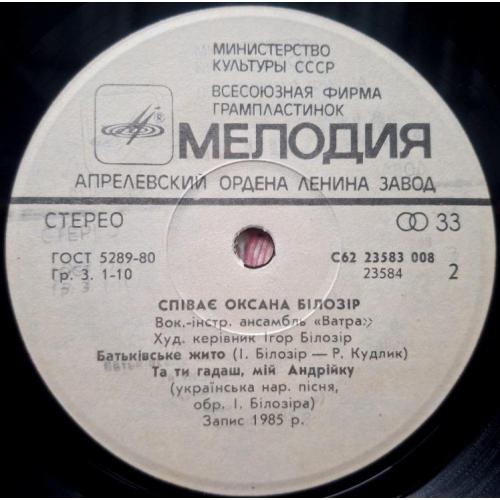 МИНИСТЕРСТВО
КУЛЬТУРЫ СССР
ВСЕСОЮЗНАЯ ФИРМА
ГРАМПЛАСТИНОК
®
МЕЛОДИЯ
АПРЕЛЕВСКИЙ ОРДЕНА ЛЕНИНА ЗАВОД
СТЕРЕО 33
ГОСТ 5289-80 С62 23583 008
Гр. 3. 1-10 23584 2
СПІВАЄ ОКСАНА БІЛОЗІР
Вок.-інстр. ансамбль «Ватра»
Худ. керівник Ігор Білозір
Батьківське жито (І. Білозір — Р. Кудлик)
Та ти гадаш, мій Андрійку
(українська нар. пісня,
обр. І. Білозіра)
Запис 1985 р.